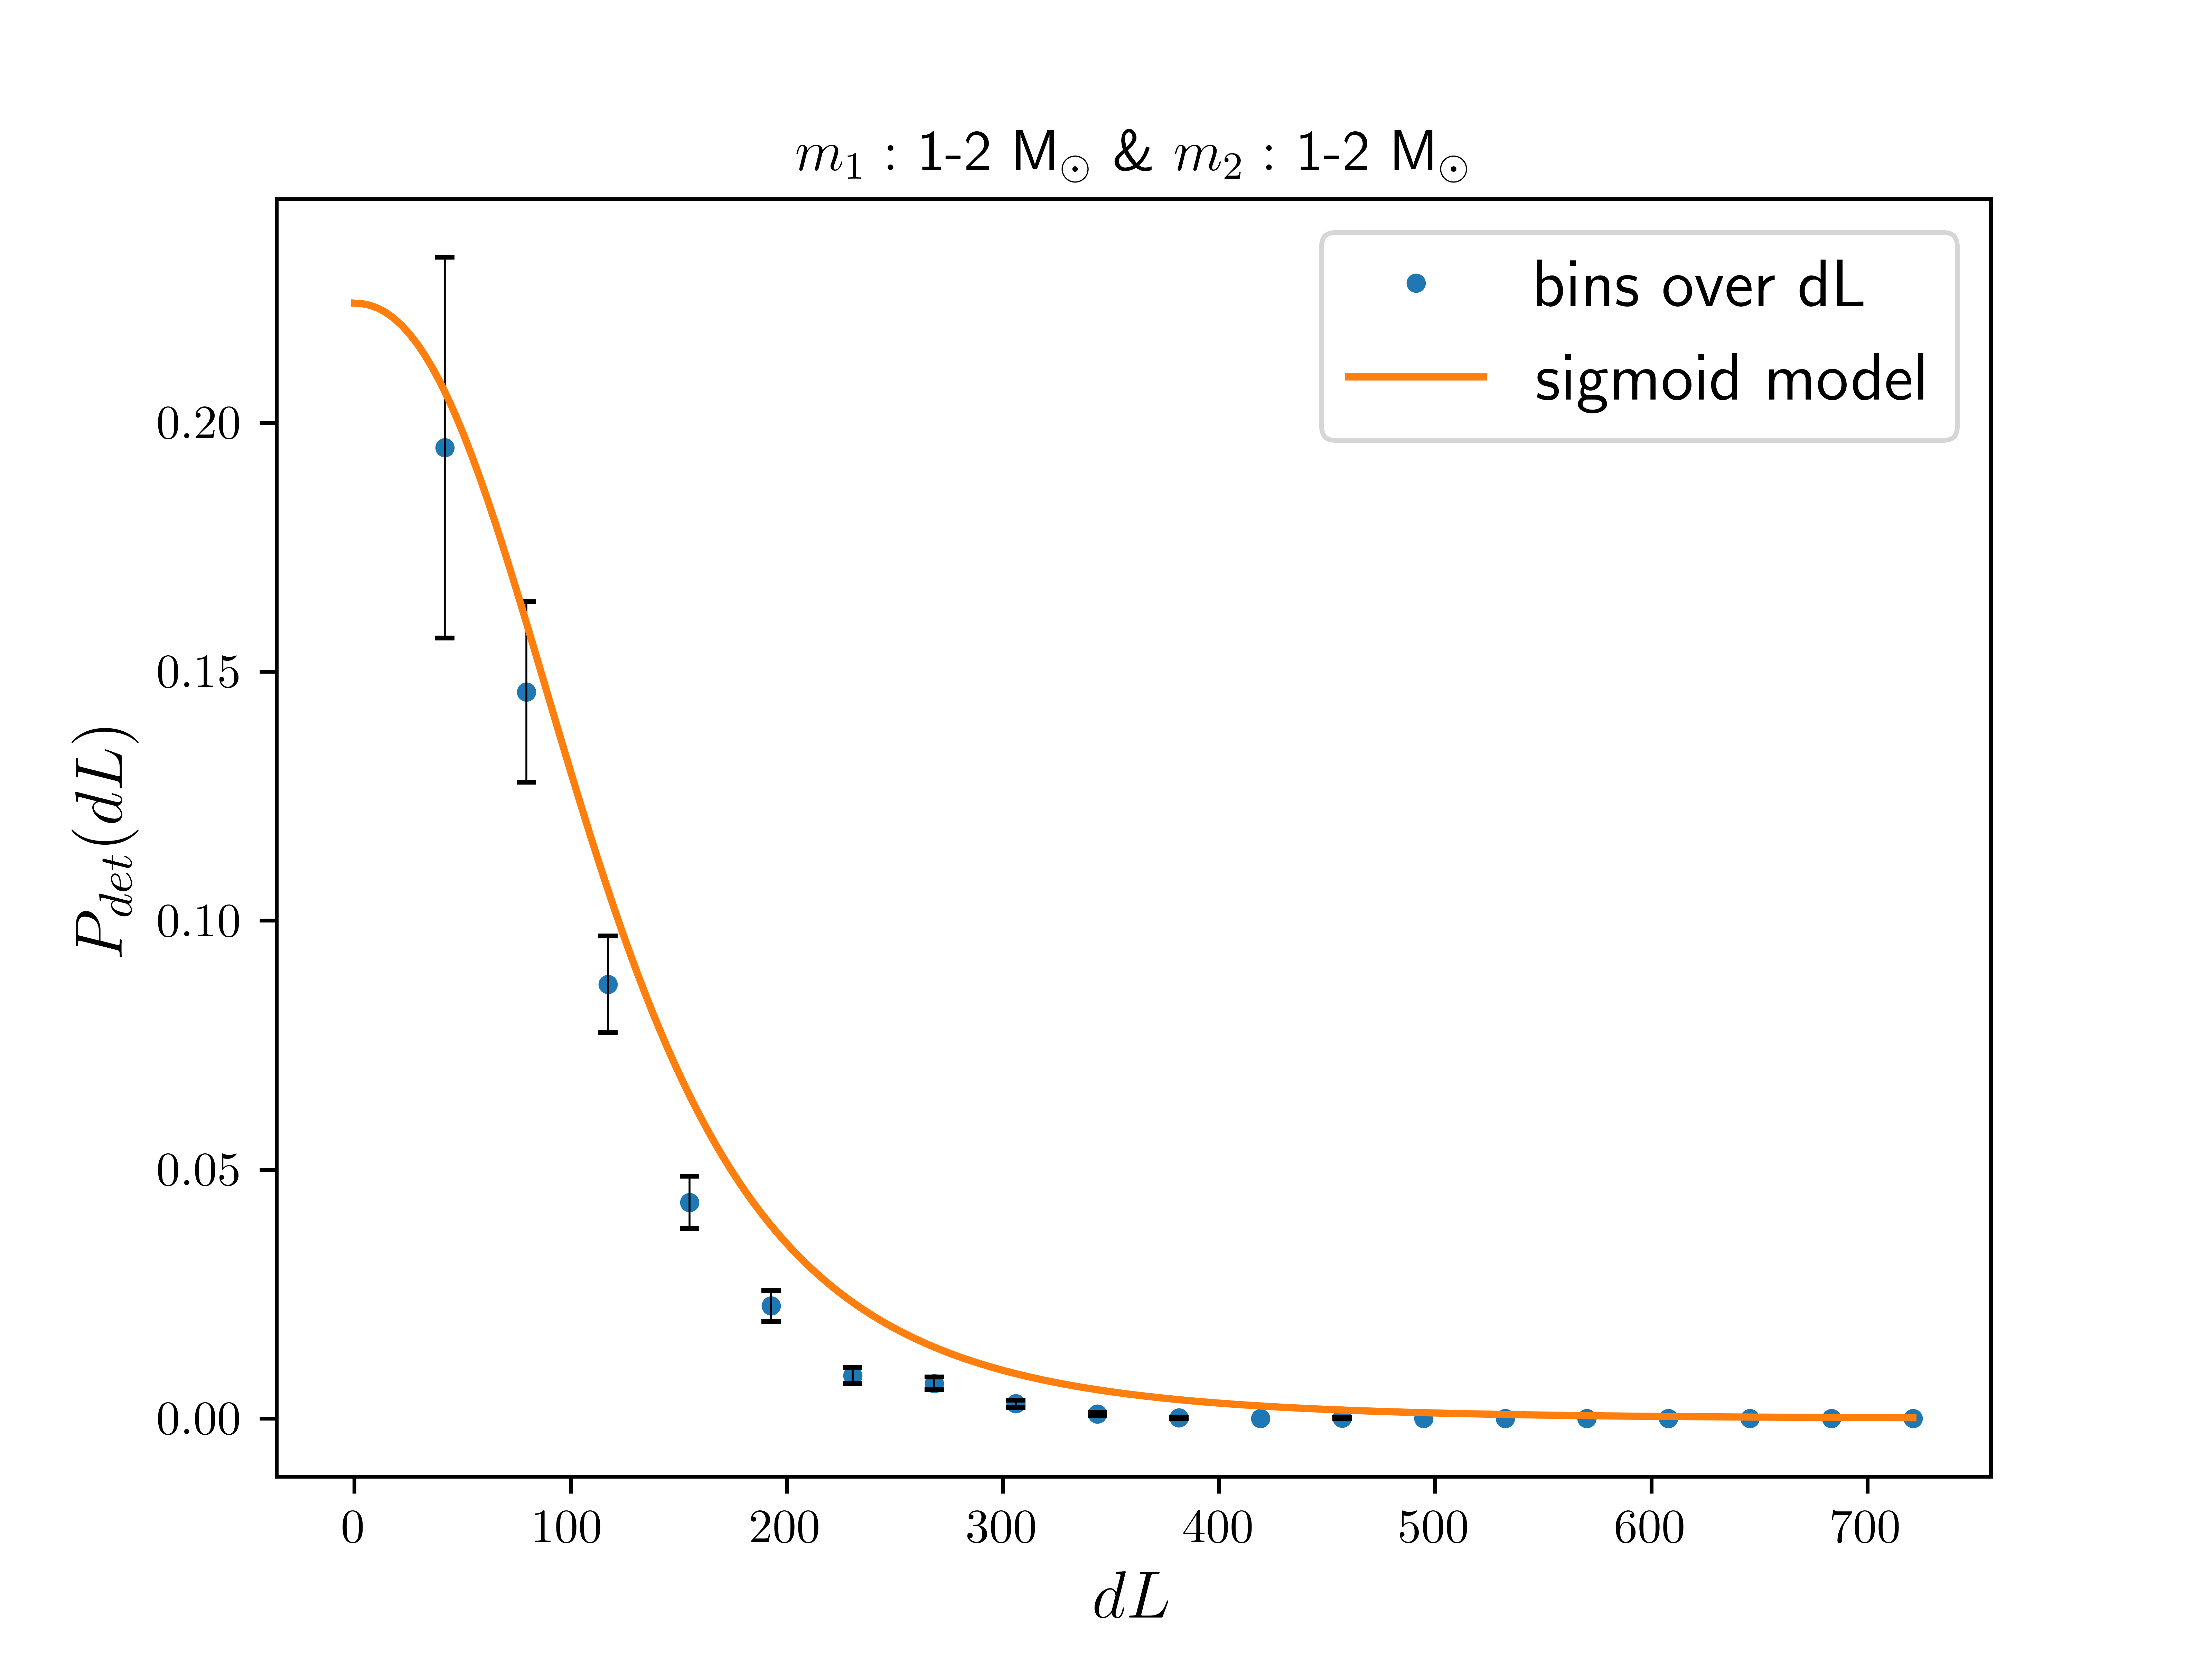 m₁ : 1-2 M⊙ & m₂ : 1-2 M⊙
bins over dL
sigmoid model
P_det(dL)
0.20
0.15
0.10
0.05
0.00
0 100 200 300 400 500 600 700
dL